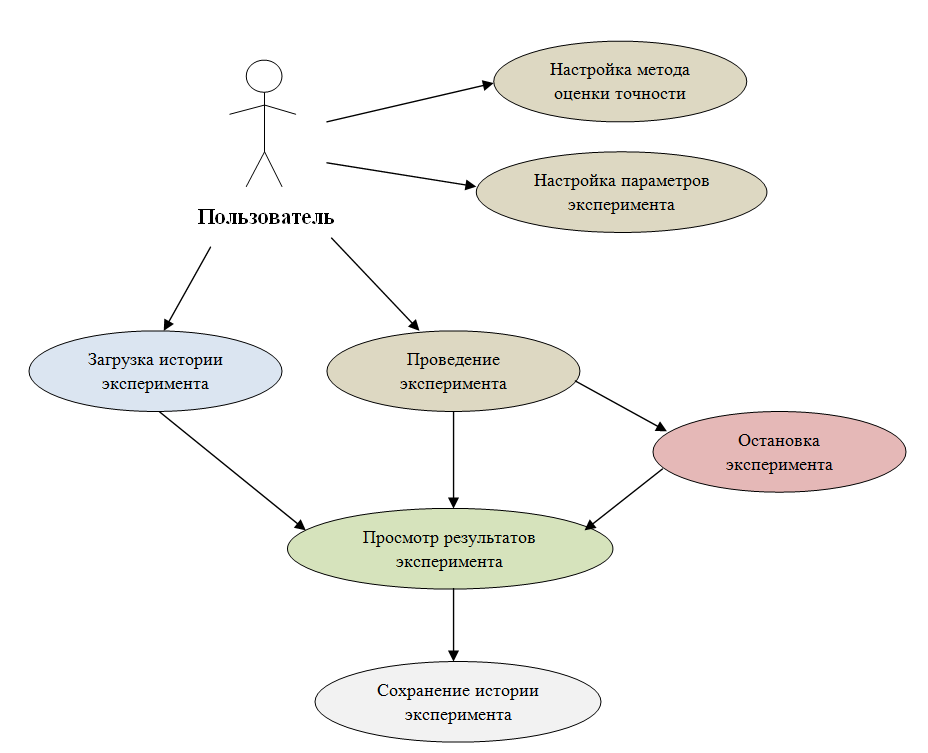 Настройка метода
оценки точности
Настройка параметров
эксперимента
Пользователь
Загрузка истории
эксперимента
Проведение
эксперимента
Остановка
эксперимента
Просмотр результатов
эксперимента
Сохранение истории
эксперимента